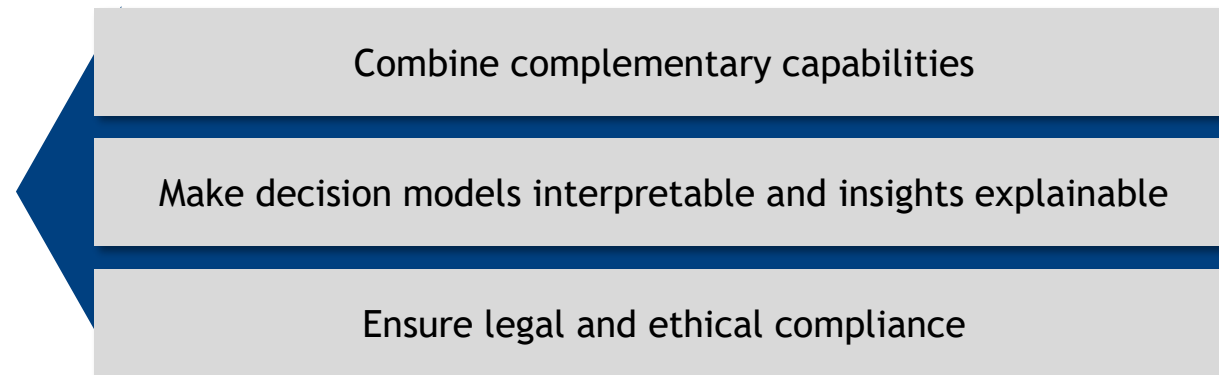 Combine complementary capabilities
Make decision models interpretable and insights explainable
Ensure legal and ethical compliance